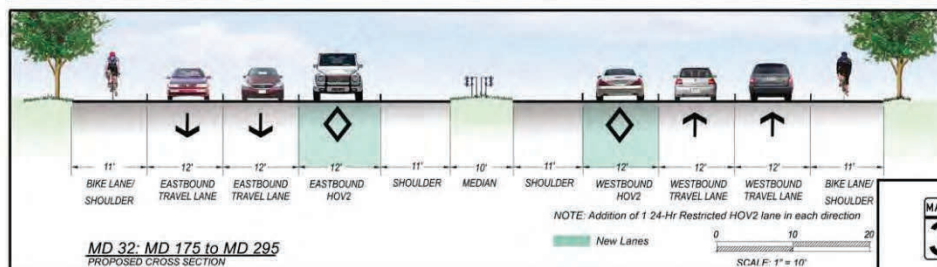 11' 12' 12' 12' 11' 10' 11' 12' 12' 12' 11'
BIKE LANE/ SHOULDER
EASTBOUND TRAVEL LANE
EASTBOUND TRAVEL LANE
EASTBOUND HOV2
SHOULDER
MEDIAN
SHOULDER
WESTBOUND HOV2
WESTBOUND TRAVEL LANE
WESTBOUND TRAVEL LANE
BIKE LANE/ SHOULDER
NOTE: Addition of 1 24-Hr Restricted HOV2 lane in each direction
New Lanes
0 10 20
SCALE: 1" = 10'
MD 32: MD 175 to MD 295
PROPOSED CROSS SECTION